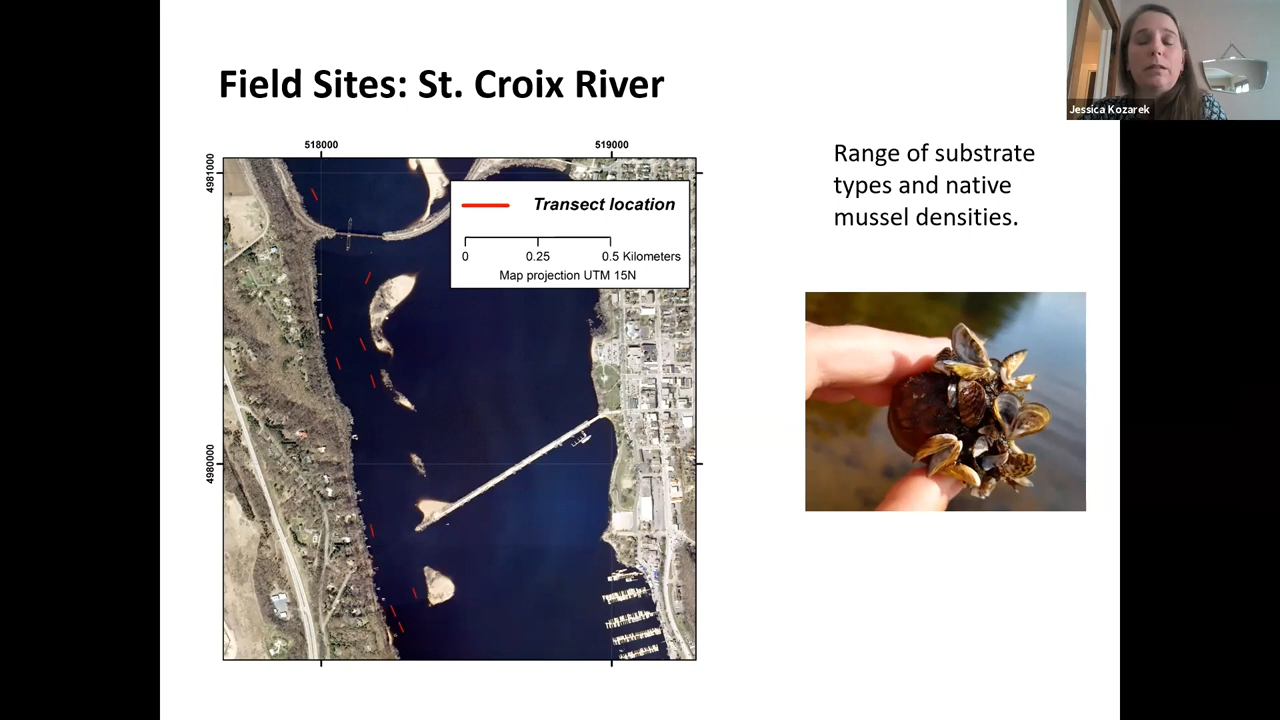 Field Sites: St. Croix River
Jessica Kozarek
518000
519000
4981000
4980000
Transect location
0 0.25 0.5 Kilometers
Map projection UTM 15N
Range of substrate
types and native
mussel densities.